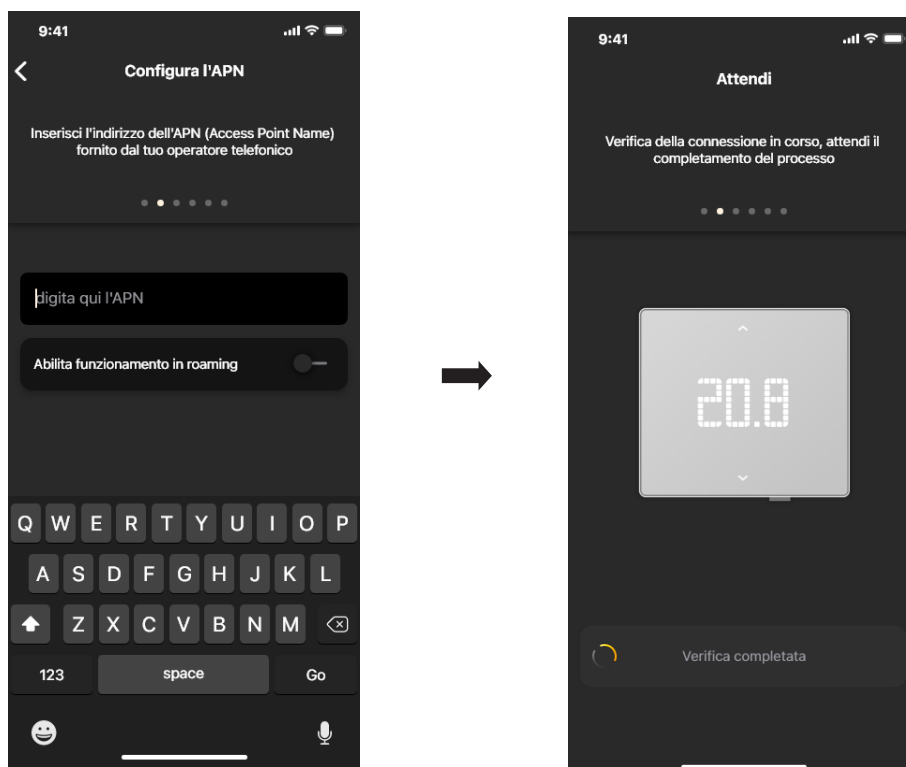 9:41
Configura l'APN
Inserisci l'indirizzo dell'APN (Access Point Name)
fornito dal tuo operatore telefonico
digita qui l'APN
Abilita funzionamento in roaming
Q W E R T Y U I O P
A S D F G H J K L
Z X C V B N M
123 space Go
9:41
Attendi
Verifica della connessione in corso, attendi il
completamento del processo
20.8
Verifica completata